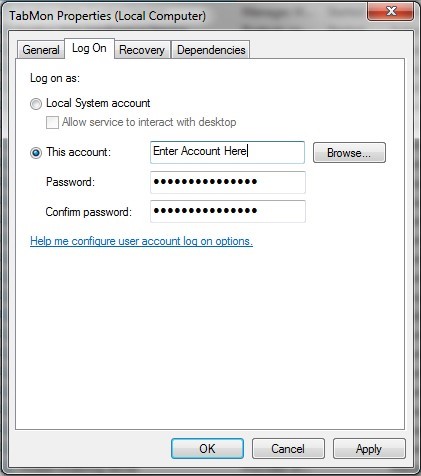 TabMon Properties (Local Computer)
General Log On Recovery Dependencies
Log on as:
Local System account
Allow service to interact with desktop
This account: Enter Account Here Browse...
Password: ●●●●●●●●●●●●●●●
Confirm password: ●●●●●●●●●●●●●●●
Help me configure user account log on options.
OK Cancel Apply